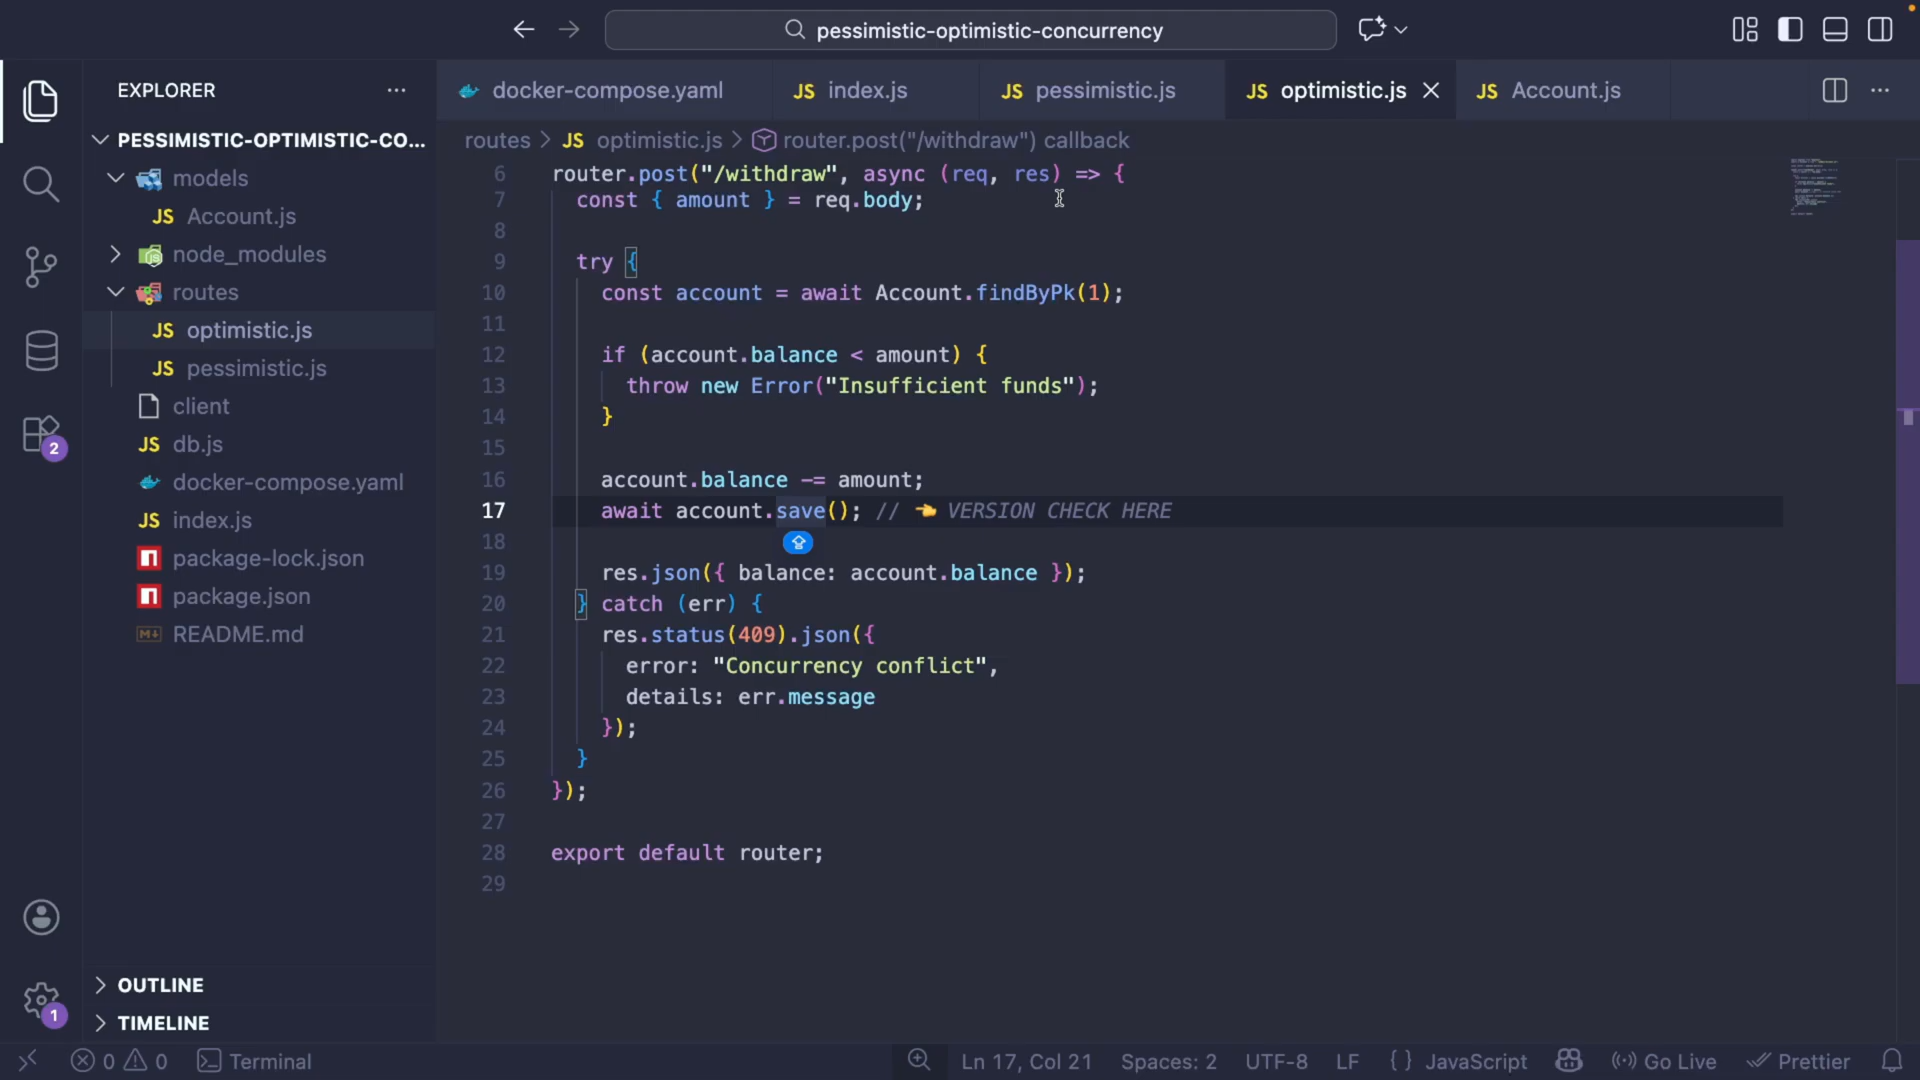 pessimistic-optimistic-concurrency
EXPLORER
PESSIMISTIC-OPTIMISTIC-CO...
models
JS Account.js
node_modules
routes
JS optimistic.js
JS pessimistic.js
client
JS db.js
docker-compose.yaml
JS index.js
package-lock.json
package.json
README.md
OUTLINE
TIMELINE
2
1
docker-compose.yaml
JS index.js
JS pessimistic.js
JS optimistic.js
JS Account.js
routes > JS optimistic.js > router.post("/withdraw") callback
6 router.post("/withdraw", async (req, res) => {
7 const { amount } = req.body;
8
9 try {
10 const account = await Account.findByPk(1);
11
12 if (account.balance < amount) {
13 throw new Error("Insufficient funds");
14 }
15
16 account.balance -= amount;
17 await account.save(); // 👈 VERSION CHECK HERE
18
19 res.json({ balance: account.balance });
20 } catch (err) {
21 res.status(409).json({
22 error: "Concurrency conflict",
23 details: err.message
24 });
25 }
26 });
27
28 export default router;
29
0 0 Terminal
Ln 17, Col 21 Spaces: 2 UTF-8 LF { } JavaScript Go Live Prettier